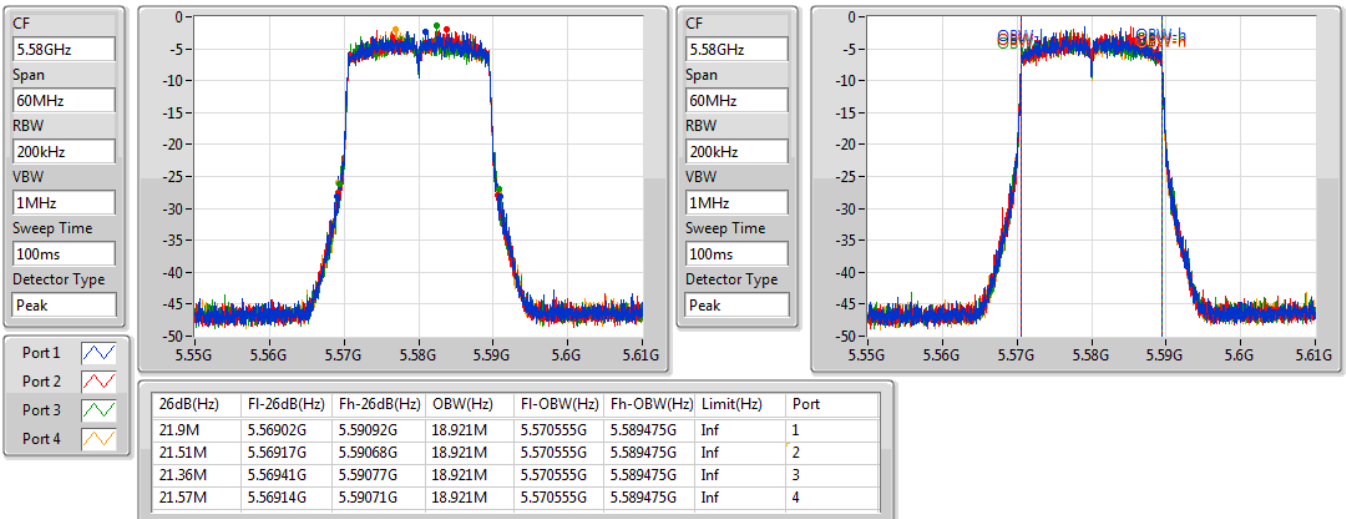 CF
5.58GHz
Span
60MHz
RBW
200kHz
VBW
1MHz
Sweep Time
100ms
Detector Type
Peak
0
-5
-10
-15
-20
-25
-30
-35
-40
-45
-50
5.55G 5.56G 5.57G 5.58G 5.59G 5.6G 5.61G
CF
5.58GHz
Span
60MHz
RBW
200kHz
VBW
1MHz
Sweep Time
100ms
Detector Type
Peak
0
-5
-10
-15
-20
-25
-30
-35
-40
-45
-50
OBW-h
5.55G 5.56G 5.57G 5.58G 5.59G 5.6G 5.61G
Port 1
Port 2
Port 3
Port 4
26dB(Hz) Fl-26dB(Hz) Fh-26dB(Hz) OBW(Hz) Fl-OBW(Hz) Fh-OBW(Hz) Limit(Hz) Port
21.9M 5.56902G 5.59092G 18.921M 5.570555G 5.589475G Inf 1
21.51M 5.56917G 5.59068G 18.921M 5.570555G 5.589475G Inf 2
21.36M 5.56941G 5.59077G 18.921M 5.570555G 5.589475G Inf 3
21.57M 5.56914G 5.59071G 18.921M 5.570555G 5.589475G Inf 4